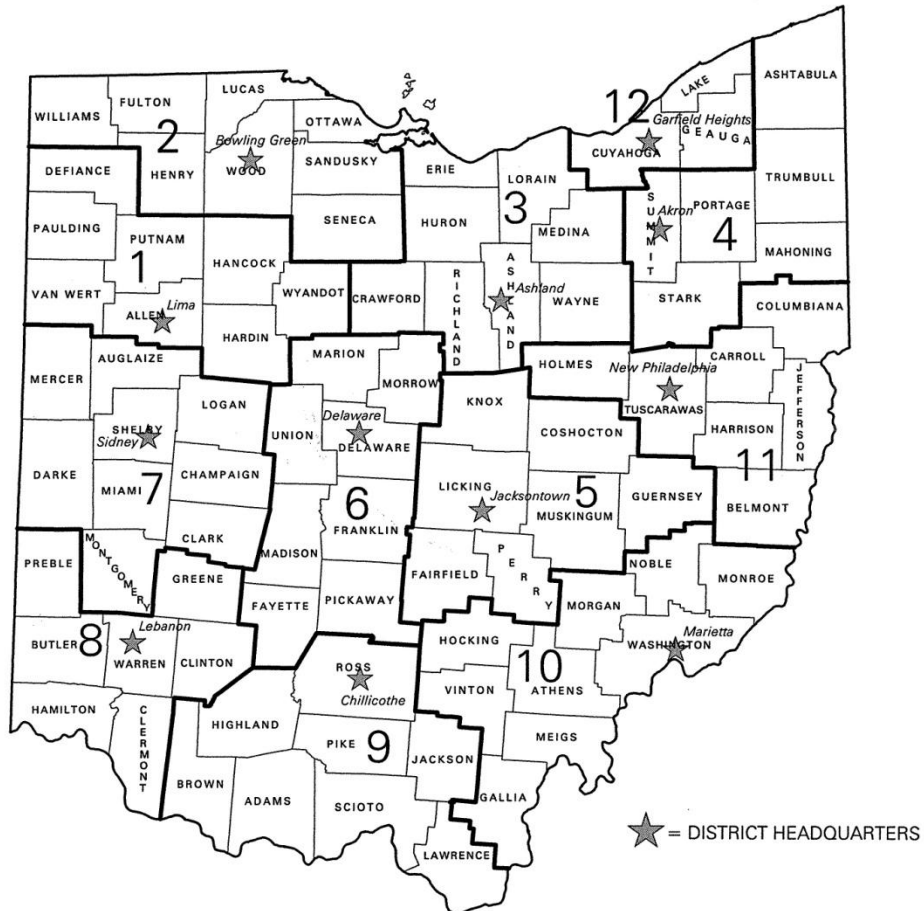 LAKE
ASHTABULA
LUCAS
12
FULTON
WILLIAMS
OTTAWA
Garfield Heights
GEAUGA
2
Bowling Green
CUYAHOGA
WOOD
SANDUSKY
DEFIANCE
HENRY
ERIE
LORAIN
TRUMBULL
SUMMIT
PORTAGE
3
SENECA
HURON
Akron
4
PAULDING
PUTNAM
MEDINA
1
HANCOCK
MAHONING
ASHLAND
RICHLAND
VAN WERT
WYANDOT
CRAWFORD
Ashland
WAYNE
STARK
Lima
ALLEN
COLUMBIANA
HARDIN
AUGLAIZE
MARION
HOLMES
CARROLL
New Philadelphia
MERCER
MORROW
JEFFERSON
LOGAN
KNOX
TUSCARAWAS
Delaware
SHELBY
Sidney
UNION
DELAWARE
COSHOCTON
HARRISON
DARKE
CHAMPAIGN
11
MIAMI
7
LICKING
Jacksontown
5
GUERNSEY
6
MUSKINGUM
BELMONT
FRANKLIN
CLARK
MONTGOMERY
MADISON
PERRY
PREBLE
NOBLE
GREENE
FAIRFIELD
MONROE
FAYETTE
PICKAWAY
MORGAN
Lebanon
8
BUTLER
WARREN
CLINTON
HOCKING
Marietta
WASHINGTON
ROSS
10
Chillicothe
VINTON
ATHENS
HAMILTON
CLERMONT
HIGHLAND
PIKE
9
MEIGS
JACKSON
BROWN
ADAMS
SCIOTO
GALLIA
LAWRENCE
= DISTRICT HEADQUARTERS